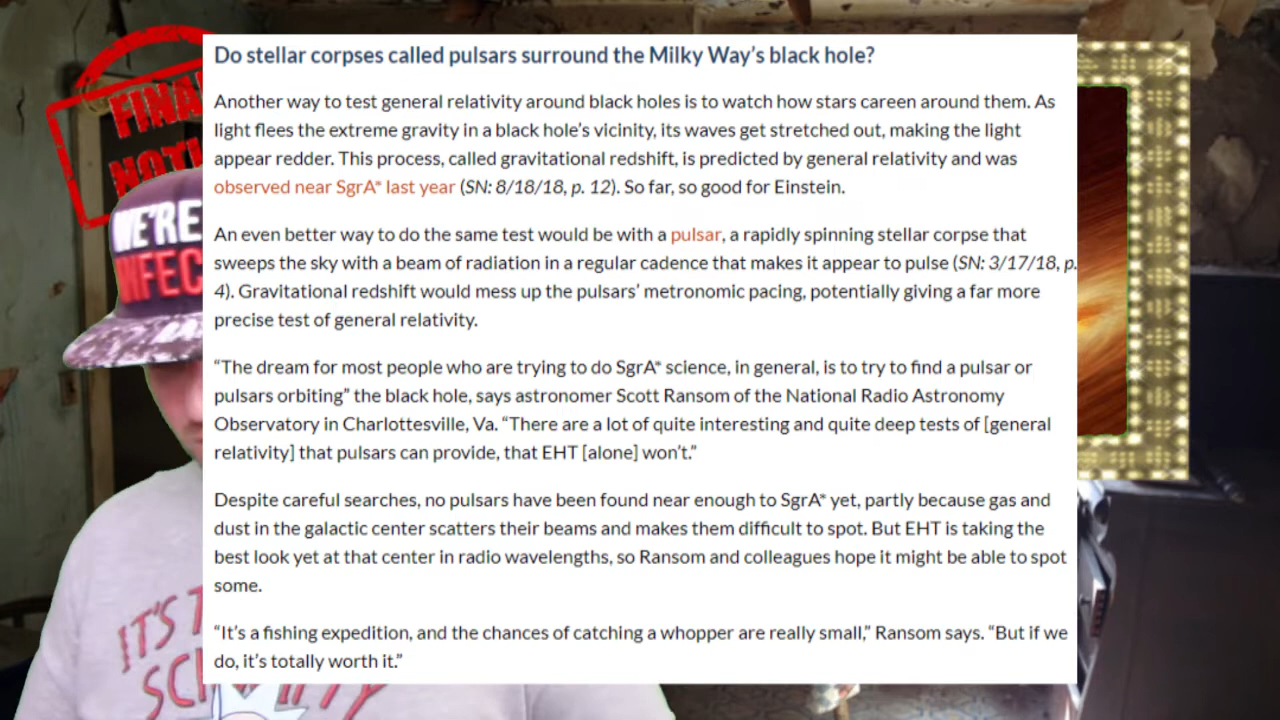 Do stellar corpses called pulsars surround the Milky Way's black hole?
Another way to test general relativity around black holes is to watch how stars careen around them. As
light flees the extreme gravity in a black hole's vicinity, its waves get stretched out, making the light
appear redder. This process, called gravitational redshift, is predicted by general relativity and was
observed near SgrA* last year (SN: 8/18/18, p. 12). So far, so good for Einstein.
An even better way to do the same test would be with a pulsar, a rapidly spinning stellar corpse that
sweeps the sky with a beam of radiation in a regular cadence that makes it appear to pulse (SN: 3/17/18, p.
4). Gravitational redshift would mess up the pulsars' metronomic pacing, potentially giving a far more
precise test of general relativity.
“The dream for most people who are trying to do SgrA* science, in general, is to try to find a pulsar or
pulsars orbiting” the black hole, says astronomer Scott Ransom of the National Radio Astronomy
Observatory in Charlottesville, Va. “There are a lot of quite interesting and quite deep tests of [general
relativity] that pulsars can provide, that EHT [alone] won't.”
Despite careful searches, no pulsars have been found near enough to SgrA* yet, partly because gas and
dust in the galactic center scatters their beams and makes them difficult to spot. But EHT is taking the
best look yet at that center in radio wavelengths, so Ransom and colleagues hope it might be able to spot
some.
“It's a fishing expedition, and the chances of catching a whopper are really small,” Ransom says. “But if we
do, it's totally worth it.”
FINA
NOTI
WE'RE
NFEC
IT'S T
SC